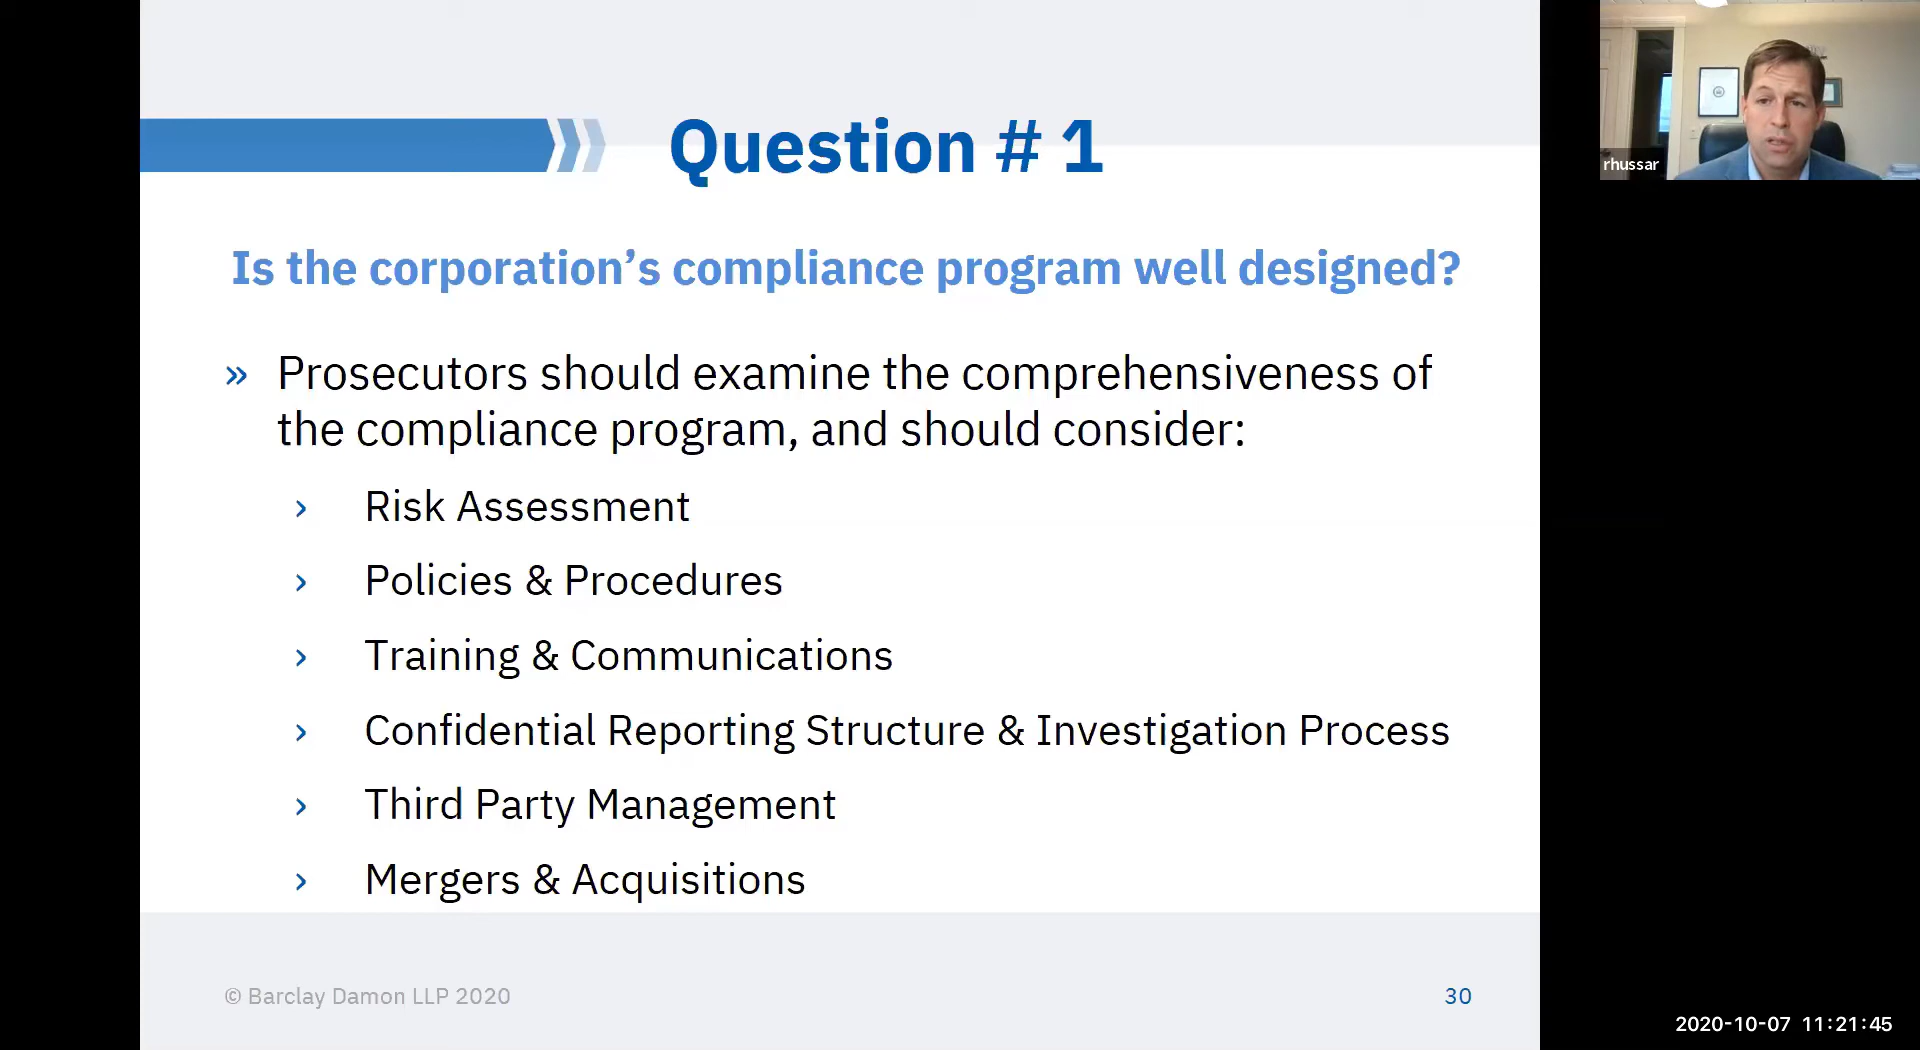 Question # 1
Is the corporation’s compliance program well designed?
» Prosecutors should examine the comprehensiveness of
the compliance program, and should consider:
› Risk Assessment
› Policies & Procedures
› Training & Communications
› Confidential Reporting Structure & Investigation Process
› Third Party Management
› Mergers & Acquisitions
© Barclay Damon LLP 2020
30
rhussar
2020-10-07 11:21:45